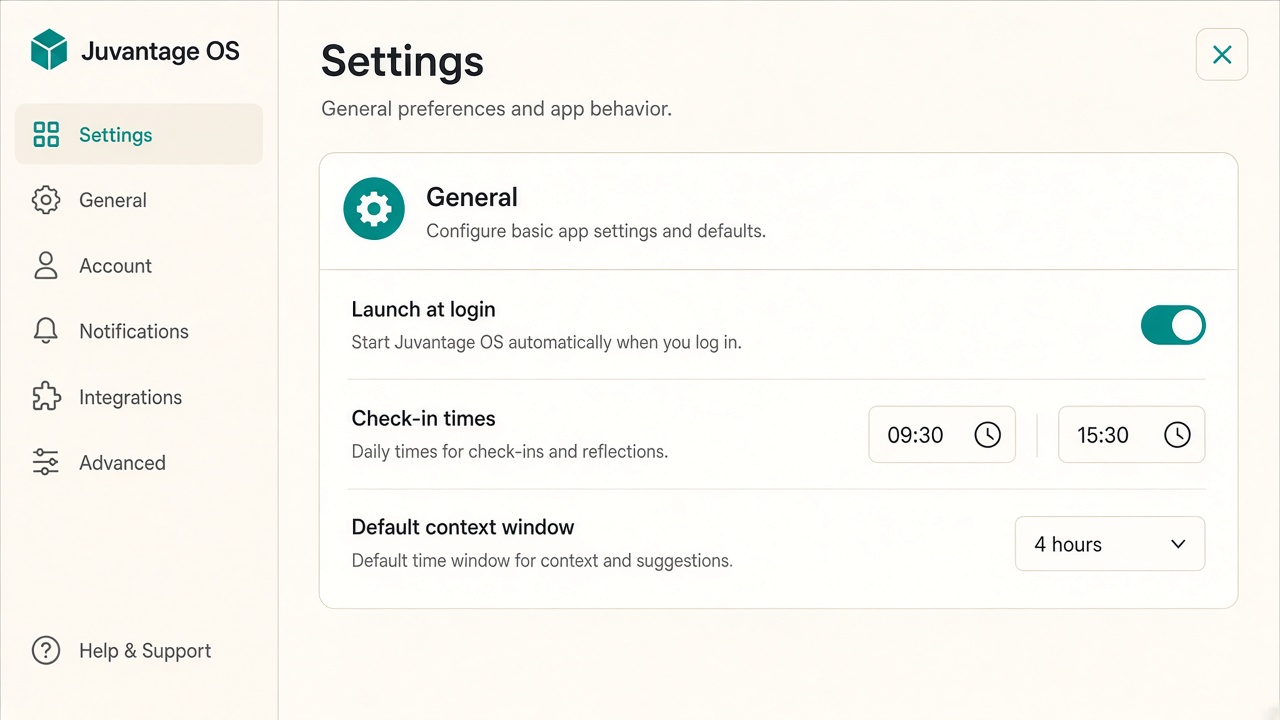 Juvantage OS
Settings
General
Account
Notifications
Integrations
Advanced
Help & Support
Settings
General preferences and app behavior.
General
Configure basic app settings and defaults.
Launch at login
Start Juvantage OS automatically when you log in.
Check-in times
Daily times for check-ins and reflections.
09:30
15:30
Default context window
Default time window for context and suggestions.
4 hours